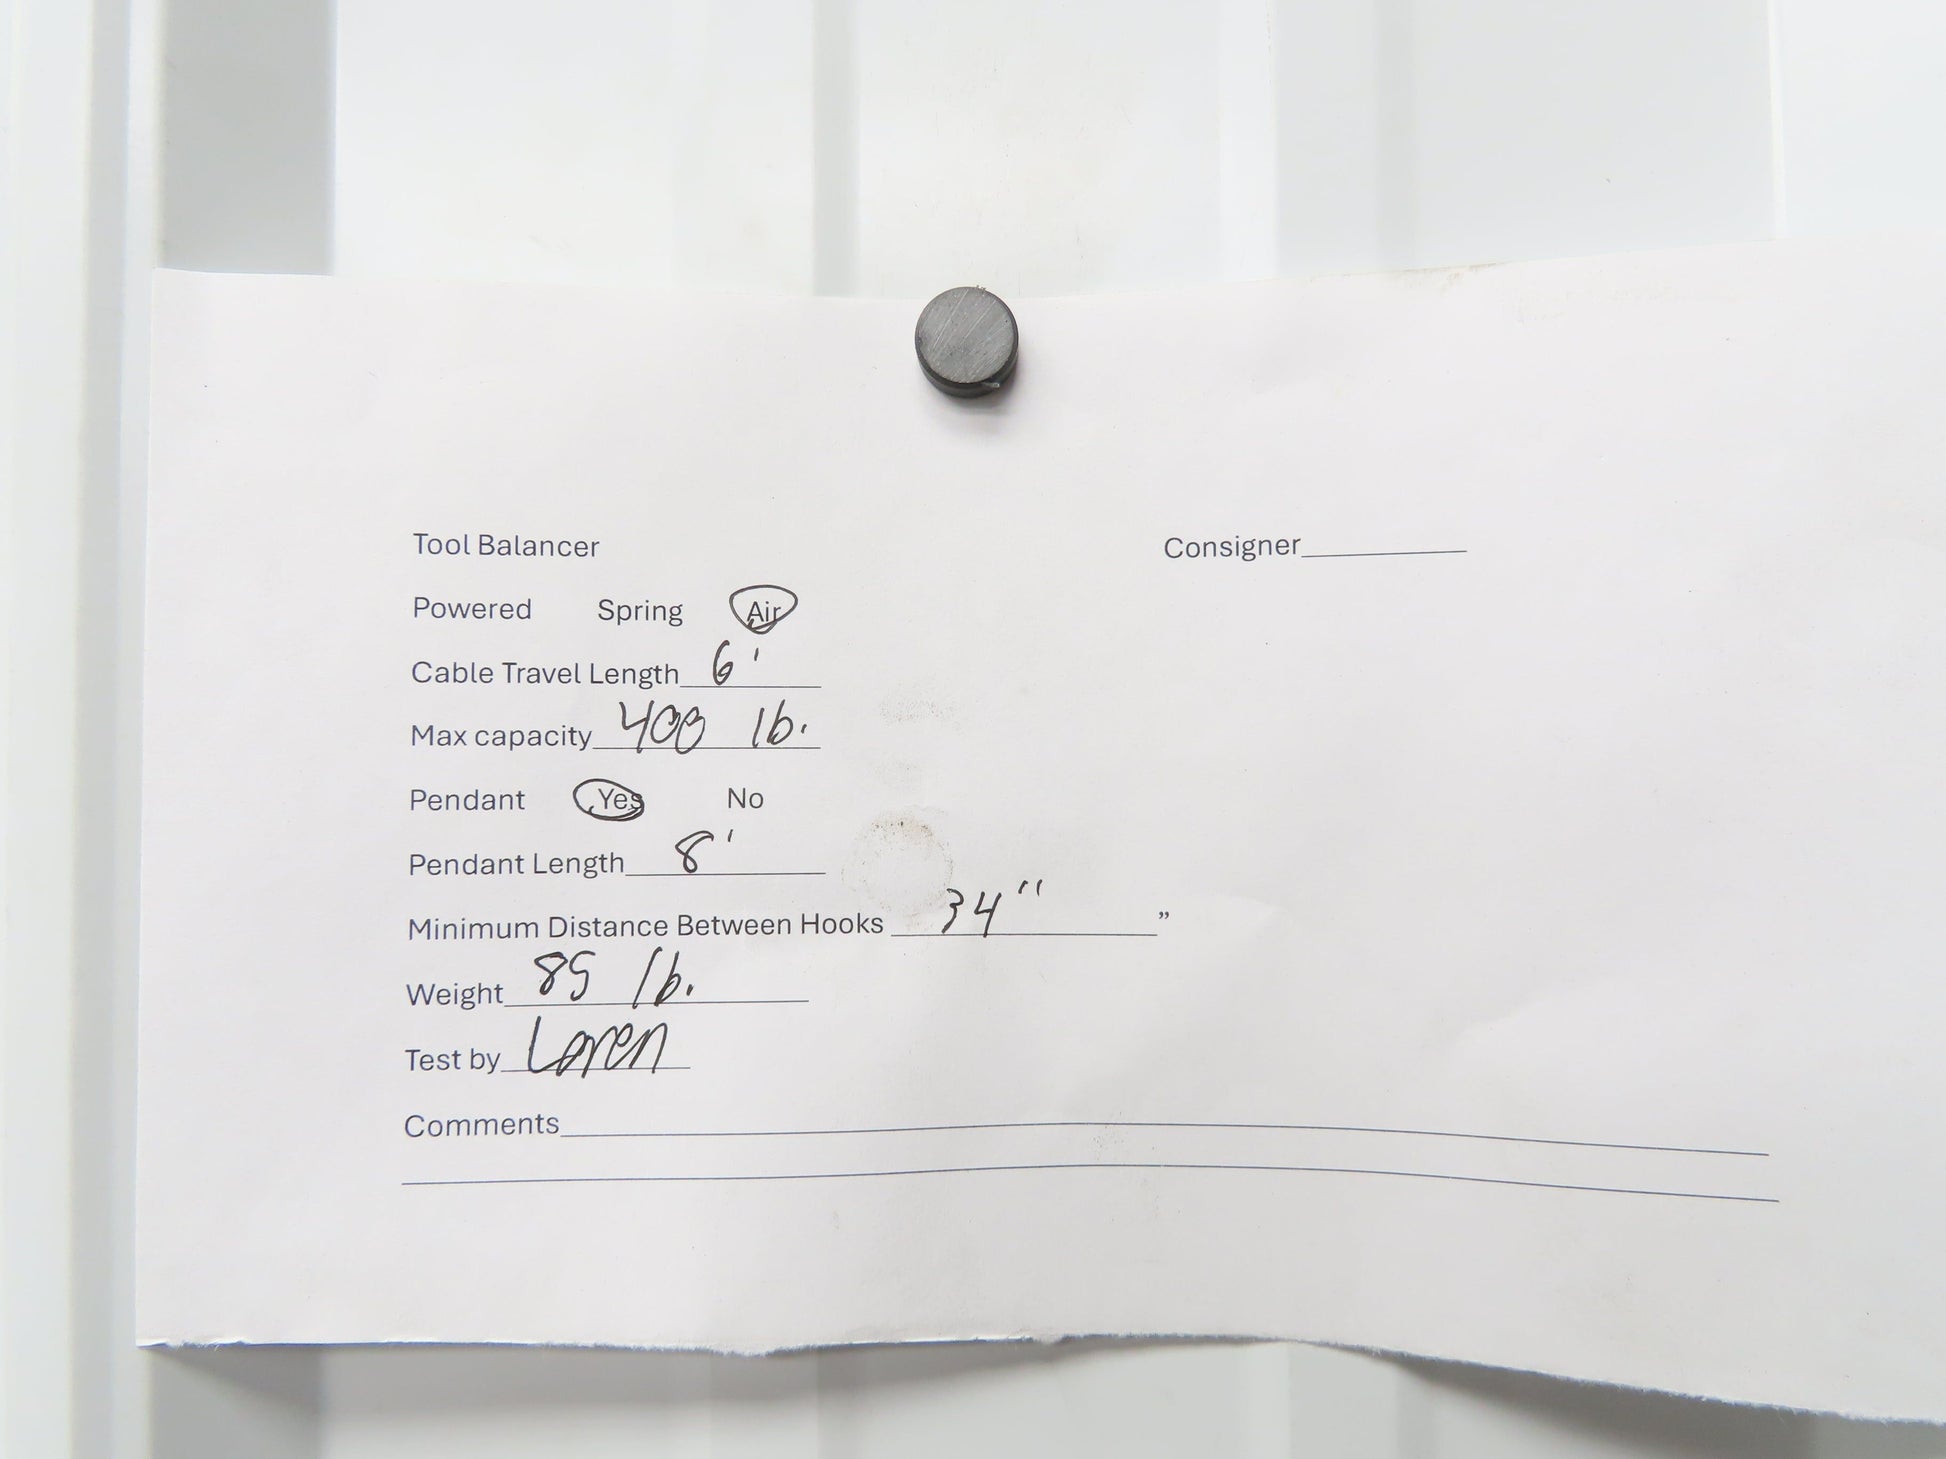 Tool Balancer Consigner__________
Powered Spring Air
Cable Travel Length 6'
Max capacity 400 lb.
Pendant Yes No
Pendant Length 8'
Minimum Distance Between Hooks 34" ”
Weight 85 lb.
Test by Loren
Comments